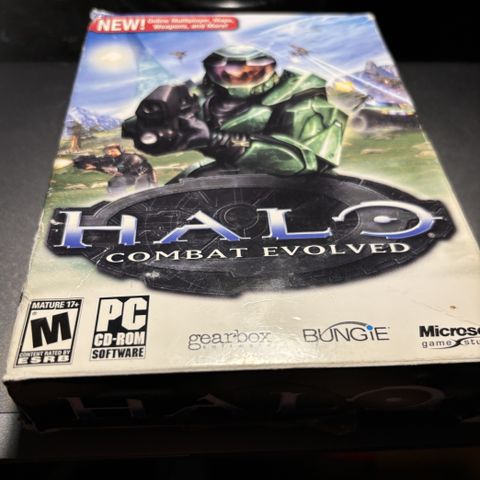 NEW! Online Multiplayer, Maps,
Weapons, and More!
HALO
COMBAT EVOLVED
MATURE 17+
M
CONTENT RATED BY
ESRB
PC
CD-ROM
SOFTWARE
gearbox
software
BUNGIE
Microso
game stu
HALO